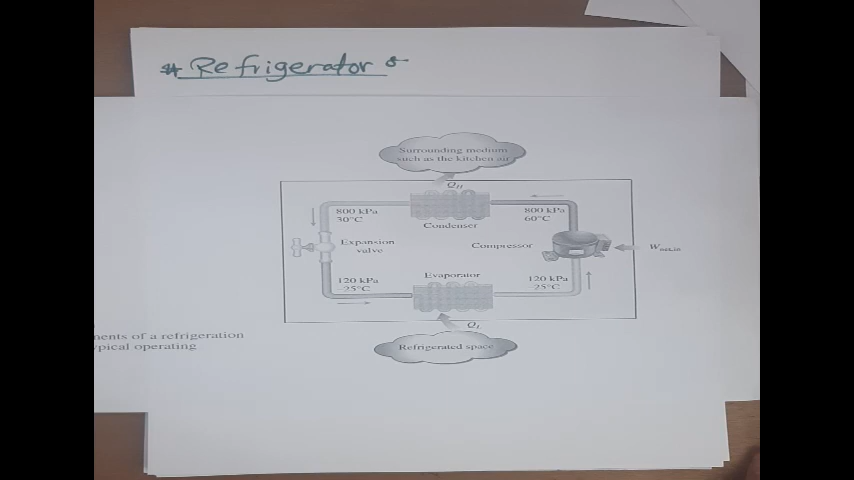 # Refrigerator :-
Surrounding medium
such as the kitchen air
QH
800 kPa
30°C
800 kPa
60°C
Condenser
Expansion
valve
Compressor
Wnet,in
Evaporator
120 kPa
-25°C
120 kPa
-25°C
QL
Refrigerated space
ments of a refrigeration
ypical operating